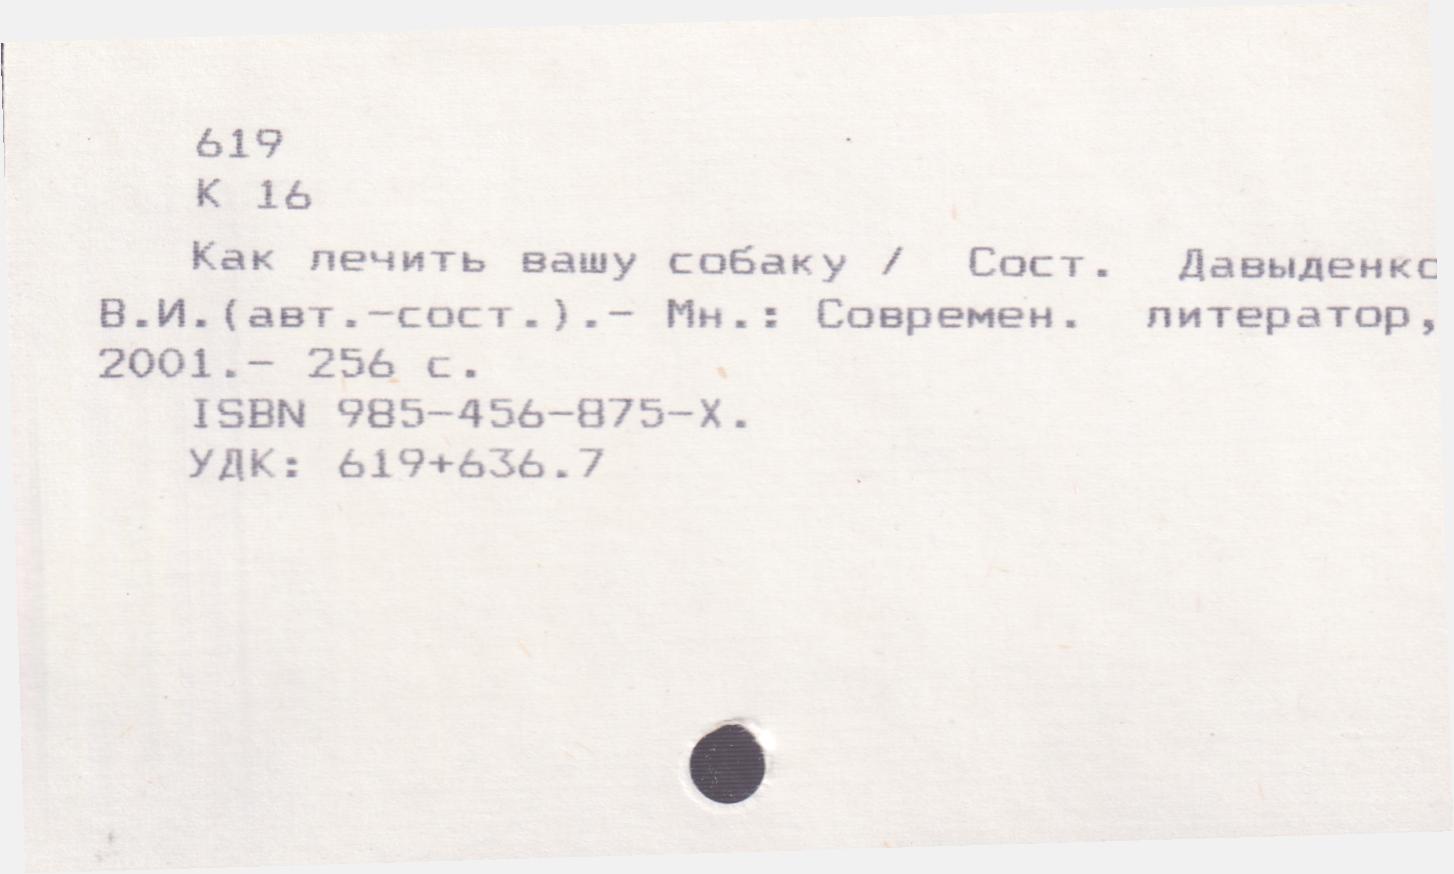 619
К 16
Как лечить вашу собаку / Сост. Давыденко
В.И.(авт.-сост.).- Мн.: Современ. литератор,
2001.- 256 с.
ISBN 985-456-875-X.
УДК: 619+636.7